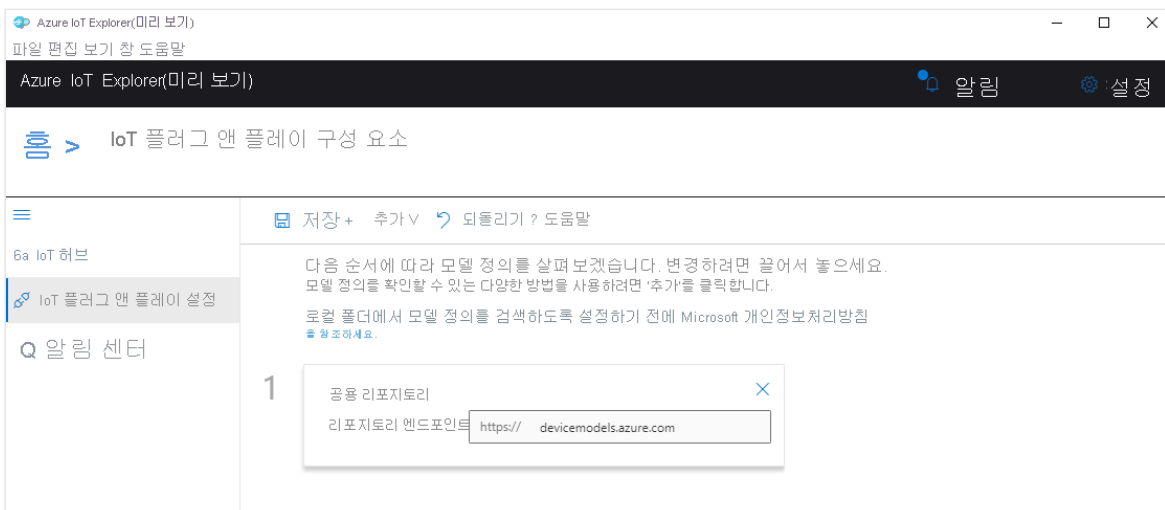 Azure IoT Explorer(미리 보기)
파일 편집 보기 창 도움말
Azure IoT Explorer(미리 보기) 알림 설정
홈 > IoT 플러그 앤 플레이 구성 요소
저장 + 추가 ∨ 되돌리기 ? 도움말
6a IoT 허브
IoT 플러그 앤 플레이 설정
Q 알림 센터
다음 순서에 따라 모델 정의를 살펴보겠습니다. 변경하려면 끌어서 놓으세요.
모델 정의를 확인할 수 있는 다양한 방법을 사용하려면 '추가'를 클릭합니다.
로컬 폴더에서 모델 정의를 검색하도록 설정하기 전에 Microsoft 개인정보처리방침
을 참조하세요.
1
공용 리포지토리
리포지토리 엔드포인트 https:// devicemodels.azure.com